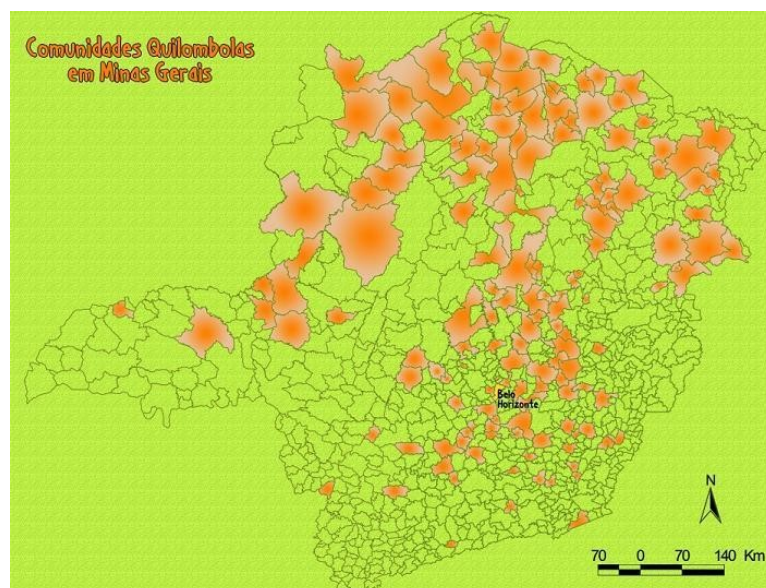 Comunidades Quilombolas
em Minas Gerais
Belo
Horizonte
N
70 0 70 140 Km